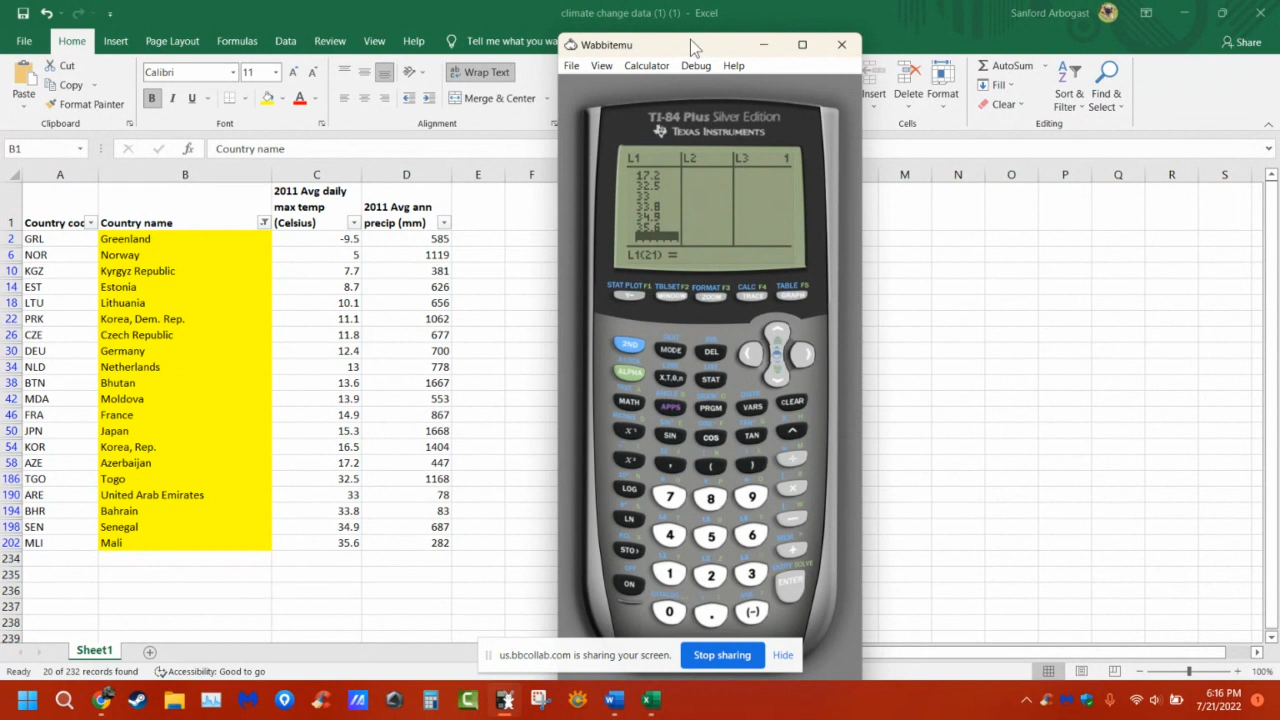 climate change data (1) (1) - Excel
Sanford Arbogast
File Home Insert Page Layout Formulas Data Review View Help Tell me what you wa
Share
Paste
Cut
Copy
Format Painter
Clipboard
Calibri 11
B I U
Font
Wrap Text
Merge & Center
Alignment
Insert Delete Format
Cells
AutoSum
Fill
Clear
Sort & Filter
Find & Select
Editing
B1
fx
Country name
A B C D E F M N O P Q R S
1 Country coc Country name 2011 Avg daily max temp (Celsius) 2011 Avg ann precip (mm)
2 GRL Greenland -9.5 585
6 NOR Norway 5 1119
10 KGZ Kyrgyz Republic 7.7 381
14 EST Estonia 8.7 626
18 LTU Lithuania 10.1 656
22 PRK Korea, Dem. Rep. 11.1 1062
26 CZE Czech Republic 11.8 677
30 DEU Germany 12.4 700
34 NLD Netherlands 13 778
38 BTN Bhutan 13.6 1667
42 MDA Moldova 13.9 553
46 FRA France 14.9 867
50 JPN Japan 15.3 1668
54 KOR Korea, Rep. 16.5 1404
58 AZE Azerbaijan 17.2 447
186 TGO Togo 32.5 1168
190 ARE United Arab Emirates 33 78
194 BHR Bahrain 33.8 83
198 SEN Senegal 34.9 687
202 MLI Mali 35.6 282
234
235
236
237
238
239
Wabbitemu
File View Calculator Debug Help
TI-84 Plus Silver Edition
TEXAS INSTRUMENTS
L1 L2 L3 1
17.2
32.5
33
33.8
34.9
35.6
L1(21) =
STAT PLOT F1 TBLSET F2 FORMAT F3 CALC F4 TABLE F5
Y= WINDOW ZOOM TRACE GRAPH
2ND MODE DEL
ALPHA X,T,θ,n STAT
MATH APPS PRGM VARS CLEAR
SIN COS TAN ^
, ( ) ÷
LOG 7 8 9 ×
LN 4 5 6 −
STO› 1 2 3 +
ON 0 . (-) ENTER
us.bbcollab.com is sharing your screen.
Stop sharing
Hide
Sheet1
Ready 20 of 232 records found Accessibility: Good to go
100%
6:16 PM
7/21/2022